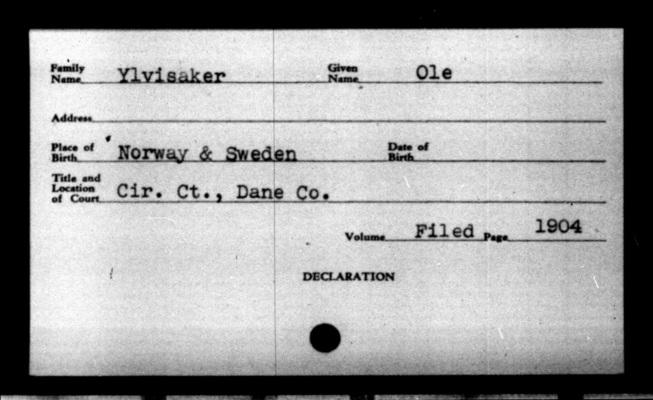 Family Name Ylvisaker Given Name Ole
Address
Place of Birth Norway & Sweden Date of Birth
Title and Location of Court Cir. Ct., Dane Co.
Volume Filed Page 1904
DECLARATION